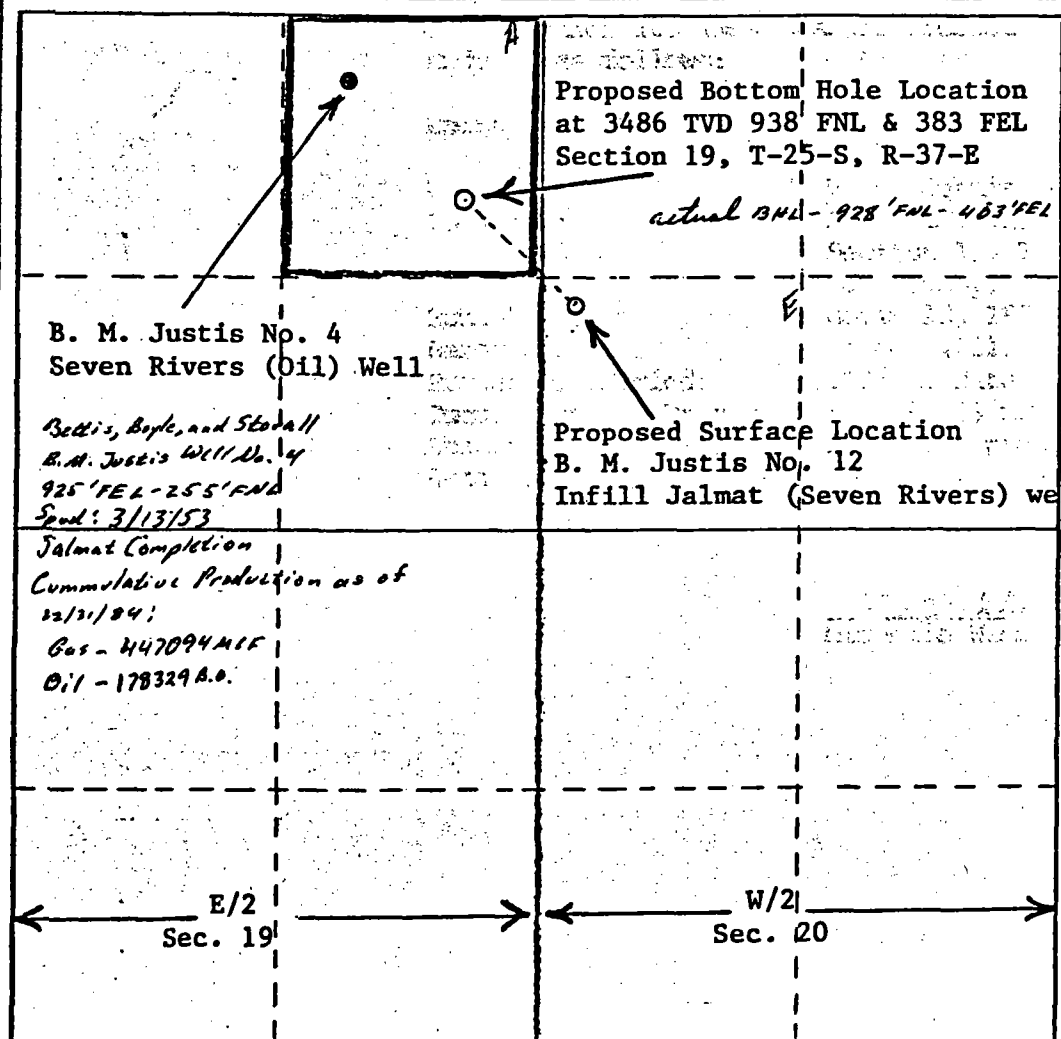 A
Proposed Bottom Hole Location
at 3486 TVD 938' FNL & 383 FEL
Section 19, T-25-S, R-37-E
actual BHL - 928' FNL - 403' FEL
E
B. M. Justis No. 4
Seven Rivers (Oil) Well
Bettis, Boyle, and Stovall
B.M. Justis Well No. 4
925' FEL - 255' FNL
Spud: 3/13/53
Jalmat Completion
Cummulative Production as of
12/31/84:
Gas - 447094 MCF
Oil - 178329 B.O.
Proposed Surface Location
B. M. Justis No. 12
Infill Jalmat (Seven Rivers) we
E/2
Sec. 19
W/2
Sec. 20